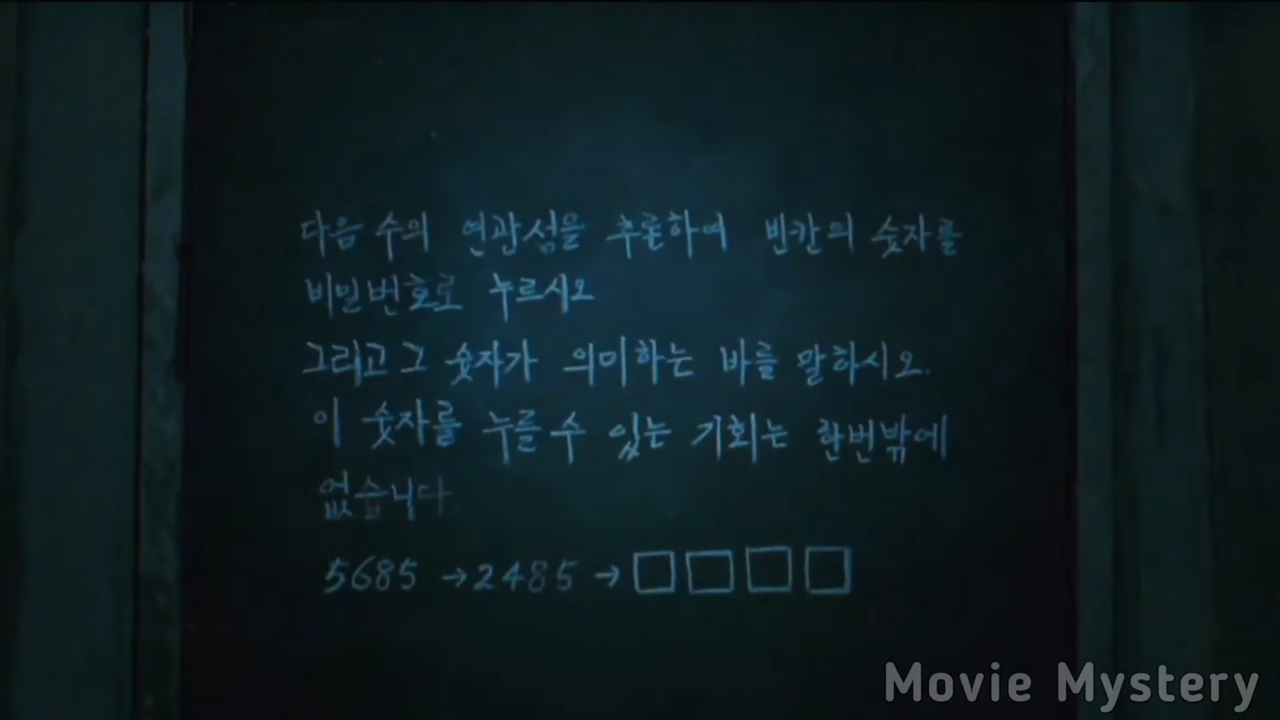 다음 수의 연관성을 추론하여 빈칸의 숫자를
비밀번호로 누르시오
그리고 그 숫자가 의미하는 바를 말하시오.
이 숫자를 누를 수 있는 기회는 한번밖에
없습니다.
5685 →2485 →□□□□
Movie Mystery